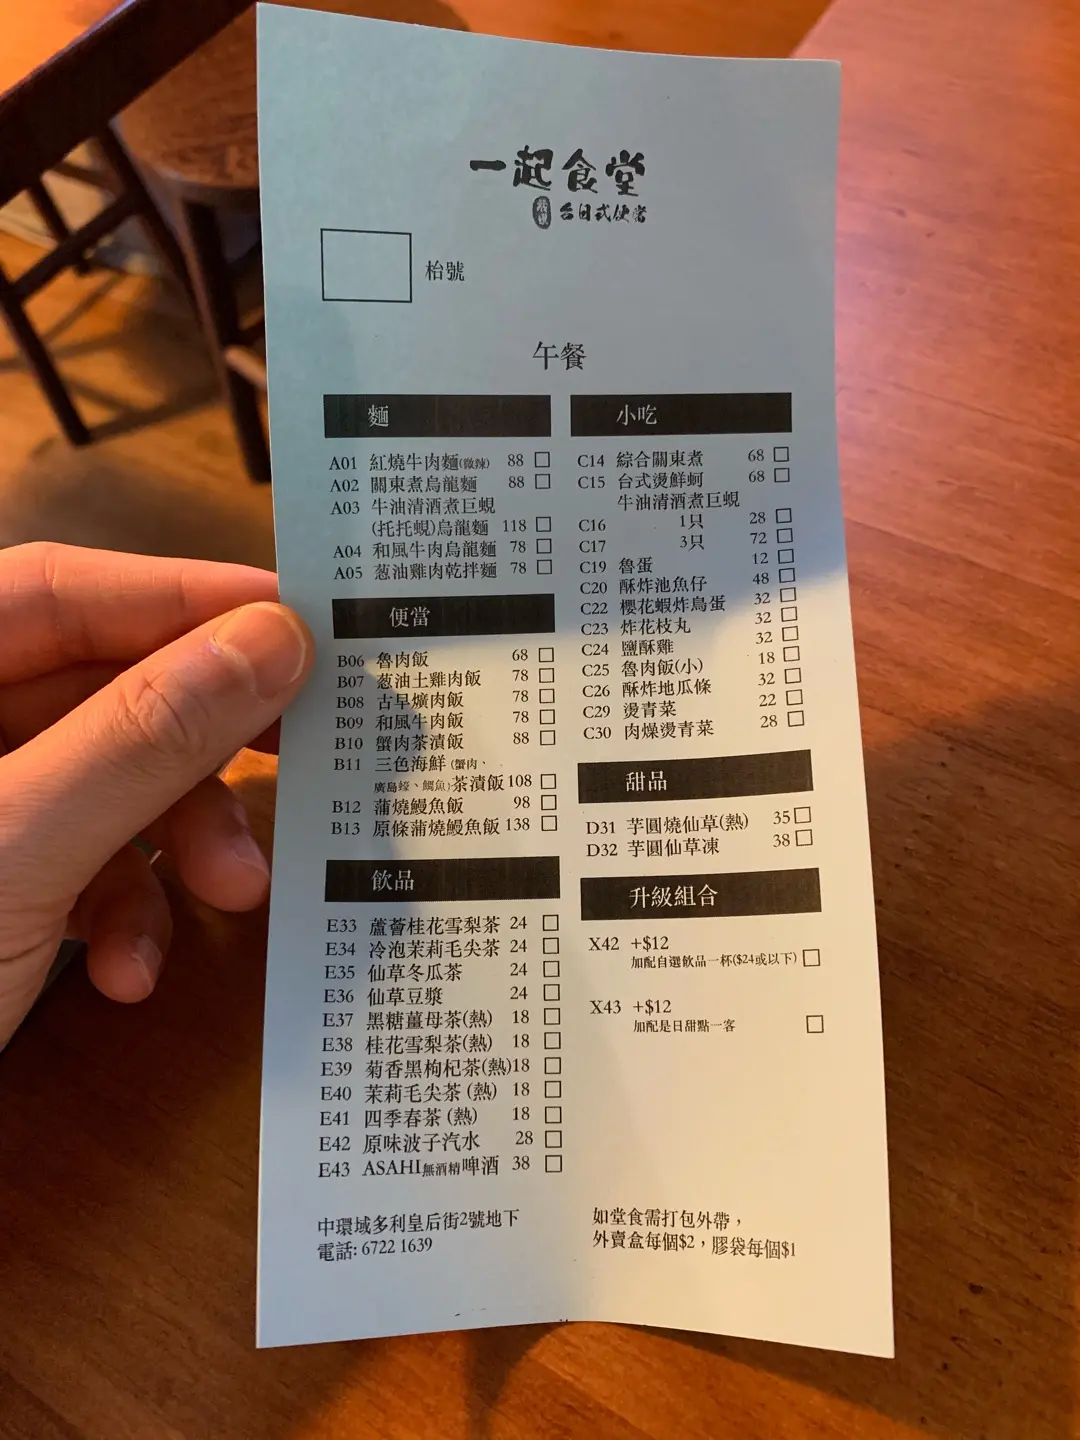 一起食堂
台日式便當
枱號
午餐
麵
A01 紅燒牛肉麵(微辣) 88
A02 關東煮烏龍麵 88
A03 牛油清酒煮巨蜆
(托托蜆)烏龍麵 118
A04 和風牛肉烏龍麵 78
A05 葱油雞肉乾拌麵 78
便當
B06 魯肉飯 68
B07 葱油土雞肉飯 78
B08 古早爌肉飯 78
B09 和風牛肉飯 78
B10 蟹肉茶漬飯 88
B11 三色海鮮(蟹肉、
廣島蠔、鯛魚)茶漬飯 108
B12 蒲燒鰻魚飯 98
B13 原條蒲燒鰻魚飯 138
飲品
E33 蘆薈桂花雪梨茶 24
E34 冷泡茉莉毛尖茶 24
E35 仙草冬瓜茶 24
E36 仙草豆漿 24
E37 黑糖薑母茶(熱) 18
E38 桂花雪梨茶(熱) 18
E39 菊香黑枸杞茶(熱) 18
E40 茉莉毛尖茶 (熱) 18
E41 四季春茶 (熱) 18
E42 原味波子汽水 28
E43 ASAHI無酒精啤酒 38
中環域多利皇后街2號地下
電話: 6722 1639
小吃
C14 綜合關東煮 68
C15 台式燙鮮蚵 68
牛油清酒煮巨蜆
C16 1只 28
C17 3只 72
C19 魯蛋 12
C20 酥炸池魚仔 48
C22 櫻花蝦炸鳥蛋 32
C23 炸花枝丸 32
C24 鹽酥雞 32
C25 魯肉飯(小) 18
C26 酥炸地瓜條 32
C29 燙青菜 22
C30 肉燥燙青菜 28
甜品
D31 芋圓燒仙草(熱) 35
D32 芋圓仙草凍 38
升級組合
X42 +$12
加配自選飲品一杯($24或以下)
X43 +$12
加配是日甜點一客
如堂食需打包外帶，
外賣盒每個$2，膠袋每個$1